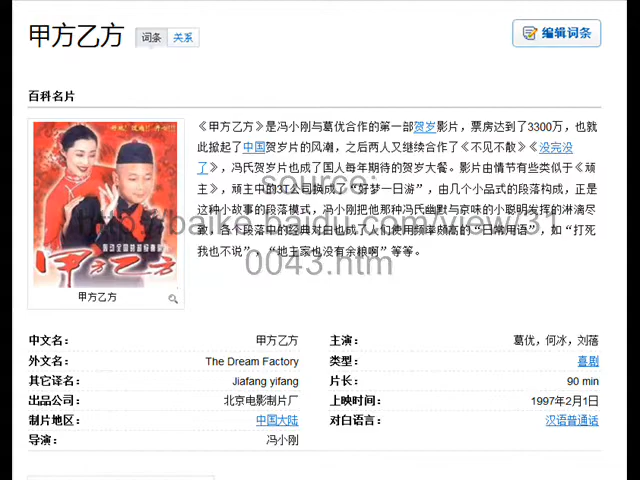 甲方乙方
词条 关系
编辑词条
百科名片
《甲方乙方》是冯小刚与葛优合作的第一部贺岁影片，票房达到了3300万，也就
此掀起了中国贺岁片的风潮，之后两人又继续合作了《不见不散》《没完没
了》，冯氏贺岁片也成了国人每年期待的贺岁大餐。影片由情节有些类似于《顽
主》，顽主中的3T公司换成了“好梦一日游”，由几个小品式的段落构成，正是
这种小故事的段落模式，冯小刚把他那种冯氏幽默与京味的小聪明发挥的淋漓尽
致，各个段落中的经典对白也成了人们使用频率颇高的“日常用语”，如“打死
我也不说”，“地主家也没有余粮啊”等等。
source:
http://baike.baidu.com/view/31
0043.htm
甲方乙方
甲方乙方
中文名： 甲方乙方
外文名： The Dream Factory
其它译名： Jiafang yifang
出品公司： 北京电影制片厂
制片地区： 中国大陆
导演： 冯小刚
主演： 葛优，何冰，刘蓓
类型： 喜剧
片长： 90 min
上映时间： 1997年2月1日
对白语言： 汉语普通话